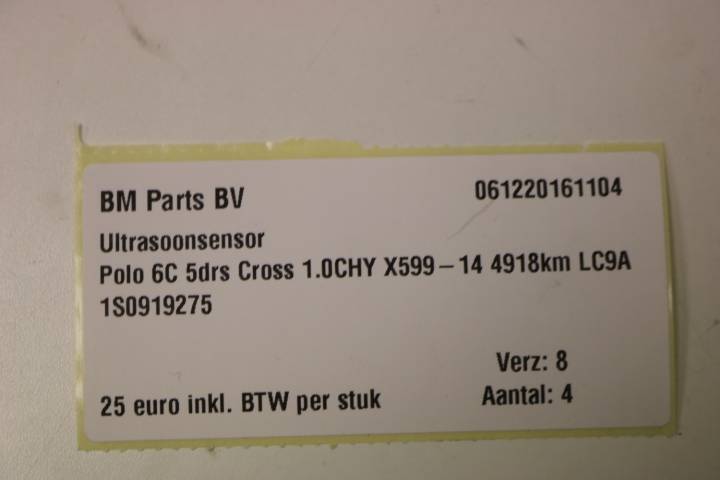 BM Parts BV 061220161104
Ultrasoonsensor
Polo 6C 5drs Cross 1.0CHY X599-14 4918km LC9A
1S0919275
Verz: 8
25 euro inkl. BTW per stuk Aantal: 4